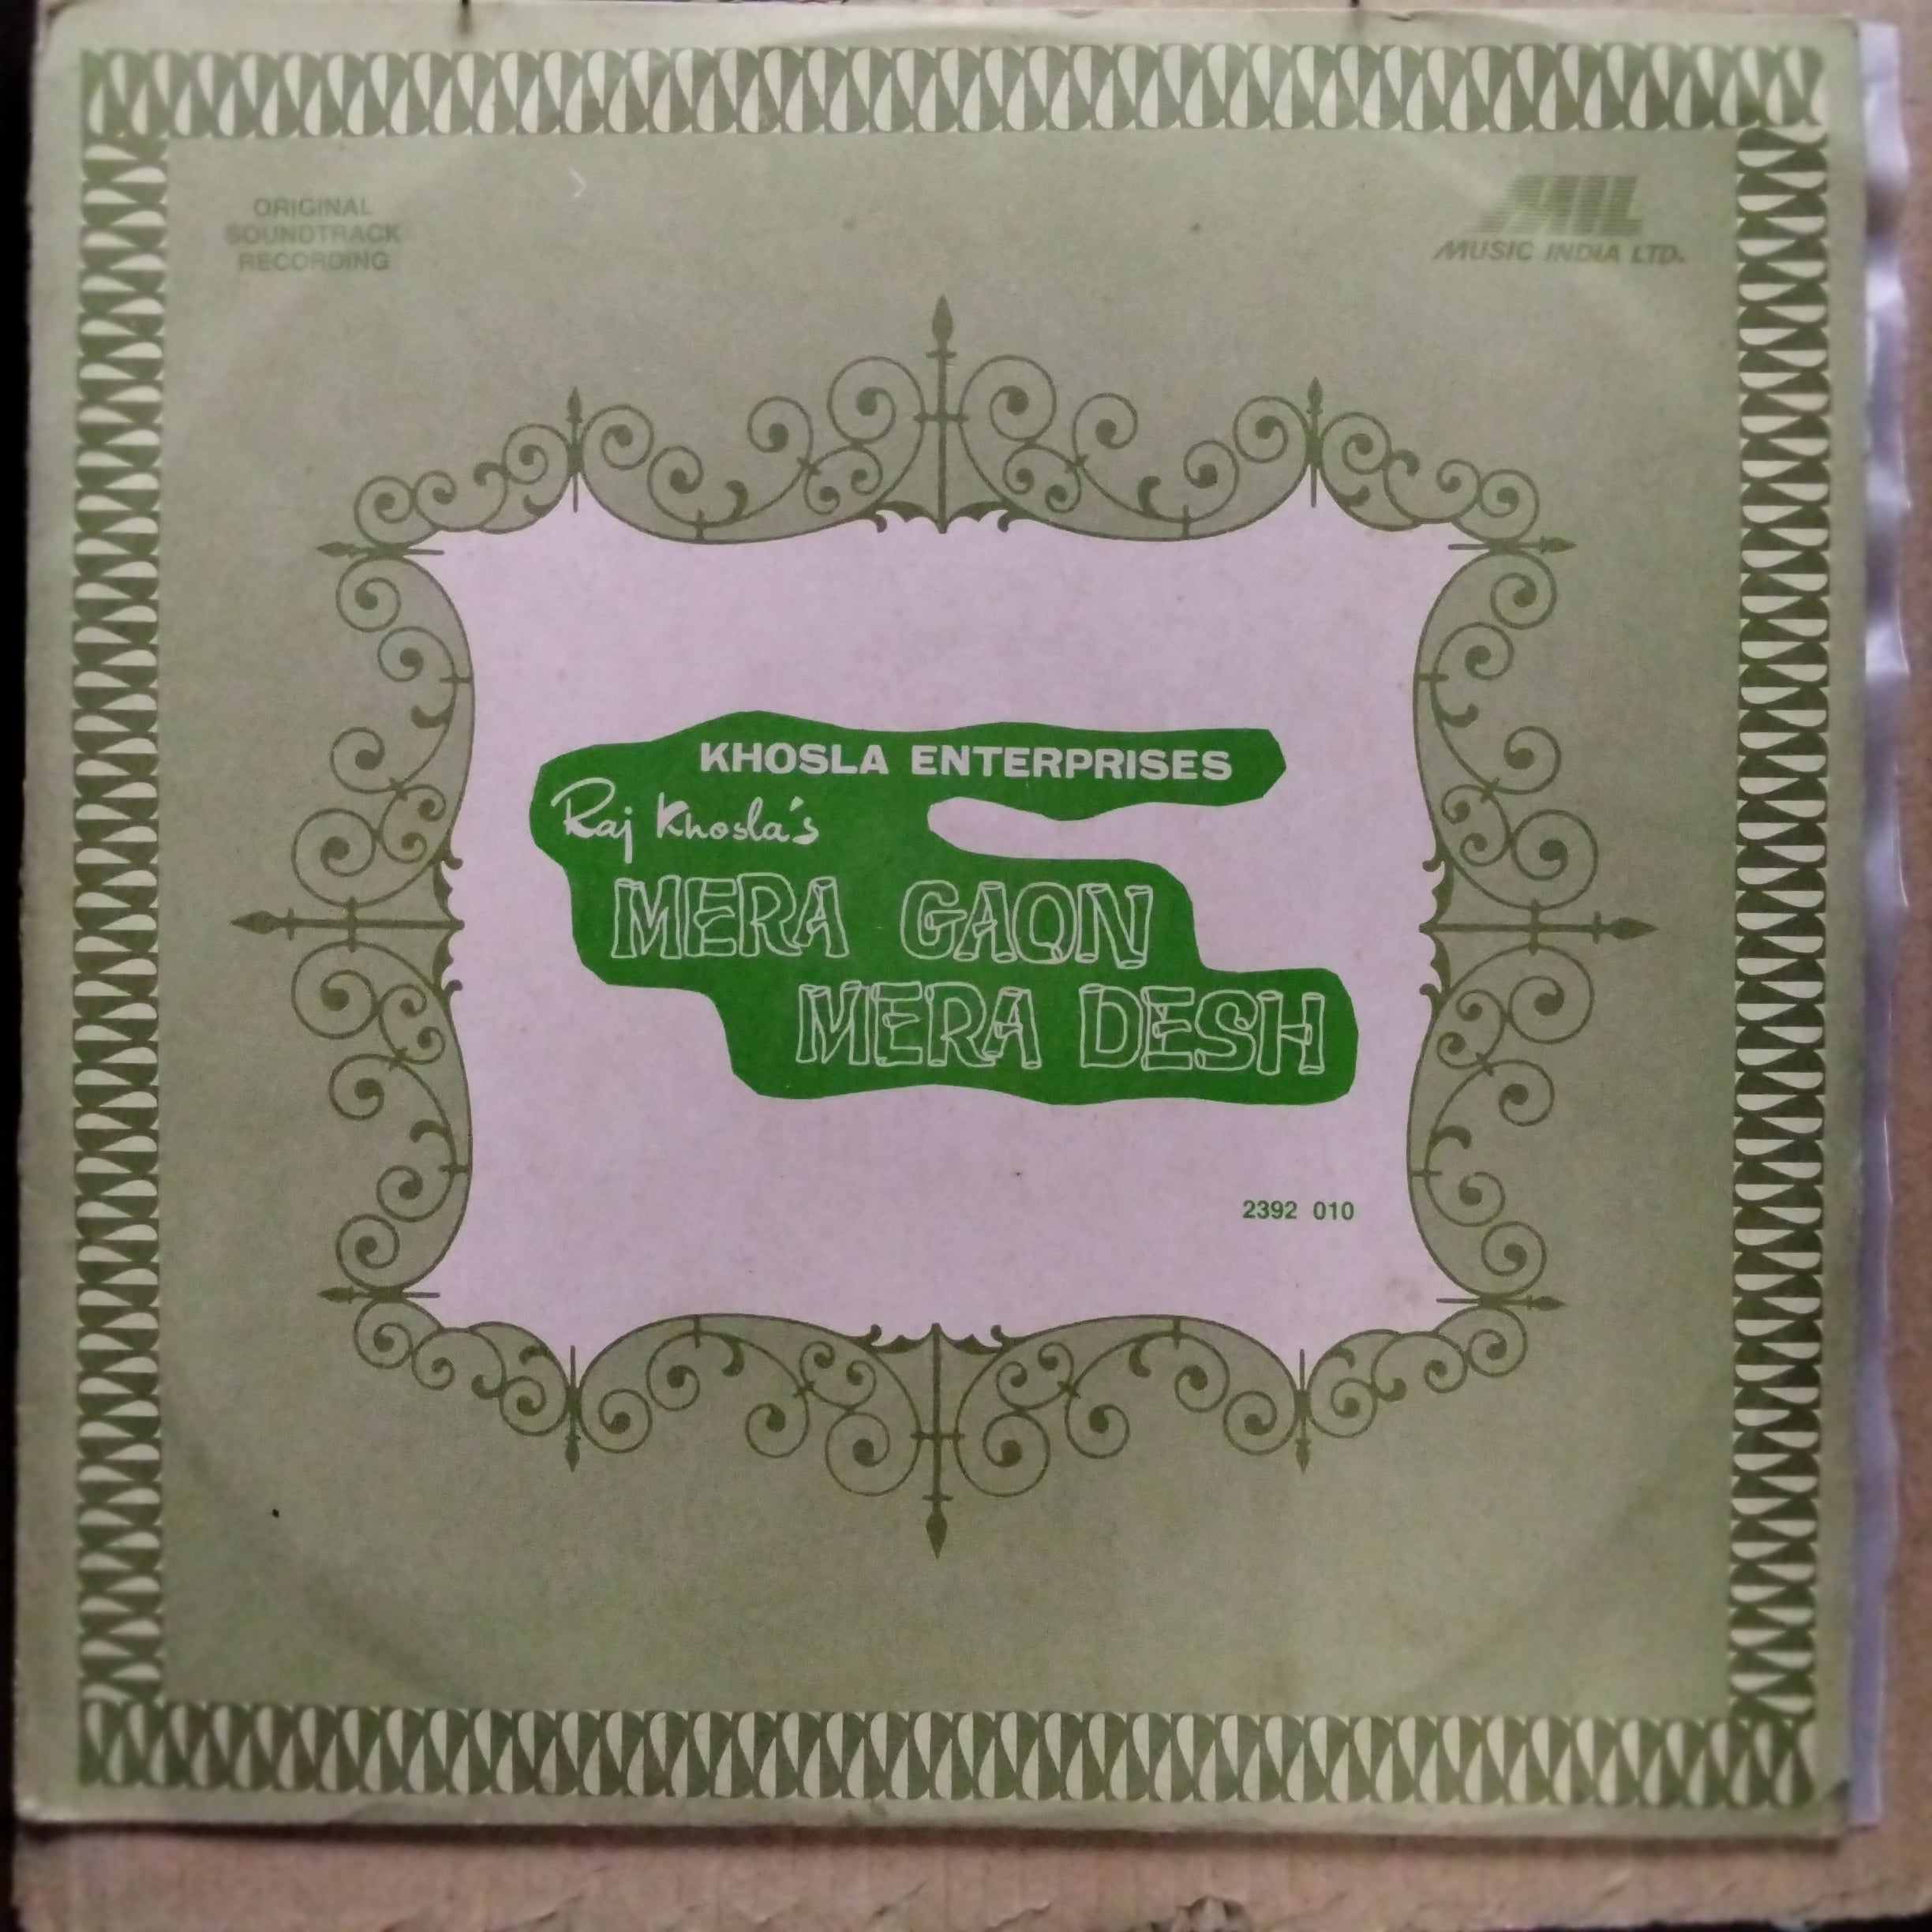 ORIGINAL
SOUNDTRACK
RECORDING
MIL
MUSIC INDIA LTD.
KHOSLA ENTERPRISES
Raj Khosla's
MERA GAON
MERA DESH
2392 010